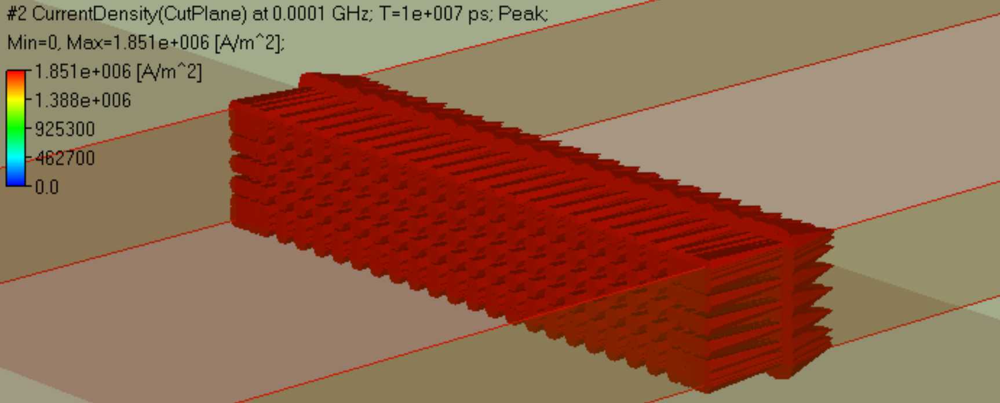 #2 CurrentDensity(CutPlane) at 0.0001 GHz; T=1e+007 ps; Peak;
Min=0, Max=1.851e+006 [A/m^2];
1.851e+006 [A/m^2]
1.388e+006
925300
462700
0.0